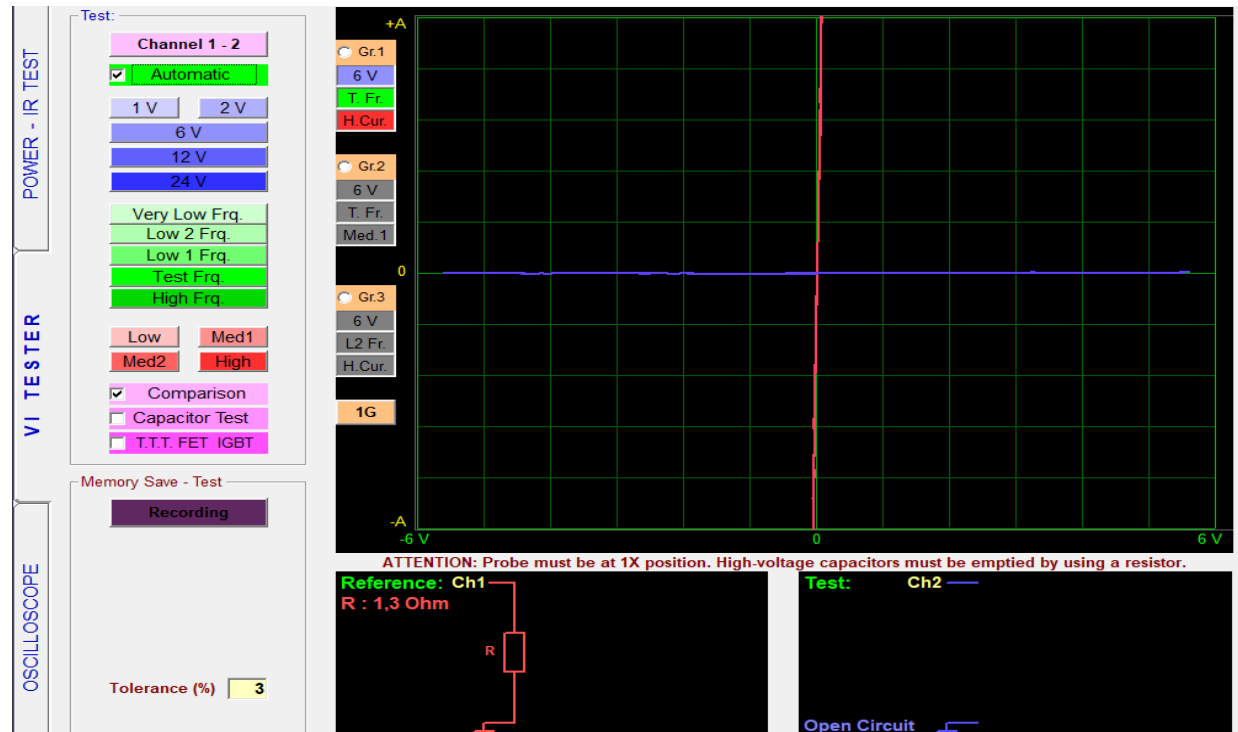 POWER - IR TEST
VI TESTER
OSCILLOSCOPE
Test:
Channel 1 - 2
Automatic
1 V
2 V
6 V
12 V
24 V
Very Low Frq.
Low 2 Frq.
Low 1 Frq.
Test Frq.
High Frq.
Low
Med1
Med2
High
Comparison
Capacitor Test
T.T.T. FET IGBT
Memory Save - Test
Recording
Tolerance (%) 3
Gr.1
6 V
T. Fr.
H.Cur.
Gr.2
6 V
T. Fr.
Med.1
Gr.3
6 V
L2 Fr.
H.Cur.
1G
+A
0
-A
-6 V
0
6 V
ATTENTION: Probe must be at 1X position. High-voltage capacitors must be emptied by using a resistor.
Reference: Ch1
R : 1,3 Ohm
R
Test: Ch2
Open Circuit